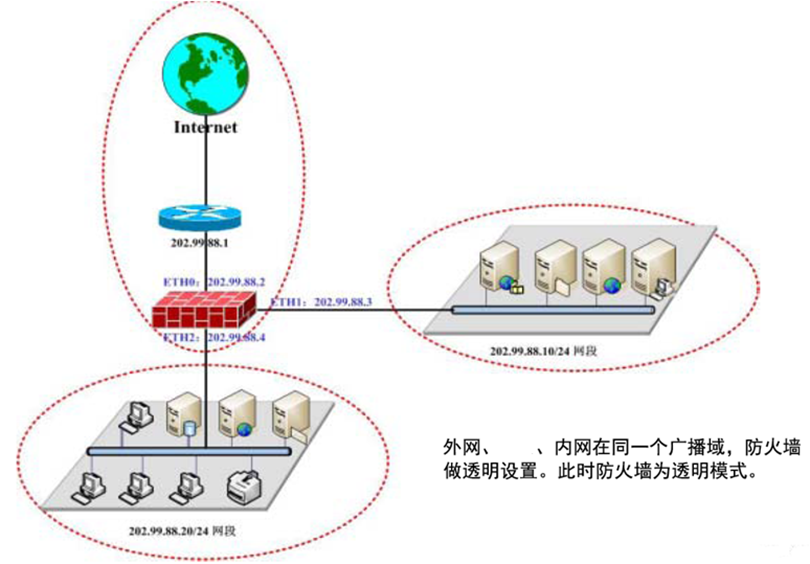 Internet
202.99.88.1
ETH0：202.99.88.2
ETH1：202.99.88.3
ETH2：202.99.88.4
202.99.88.10/24 网段
202.99.88.20/24 网段
外网、 、内网在同一个广播域，防火墙
做透明设置。此时防火墙为透明模式。